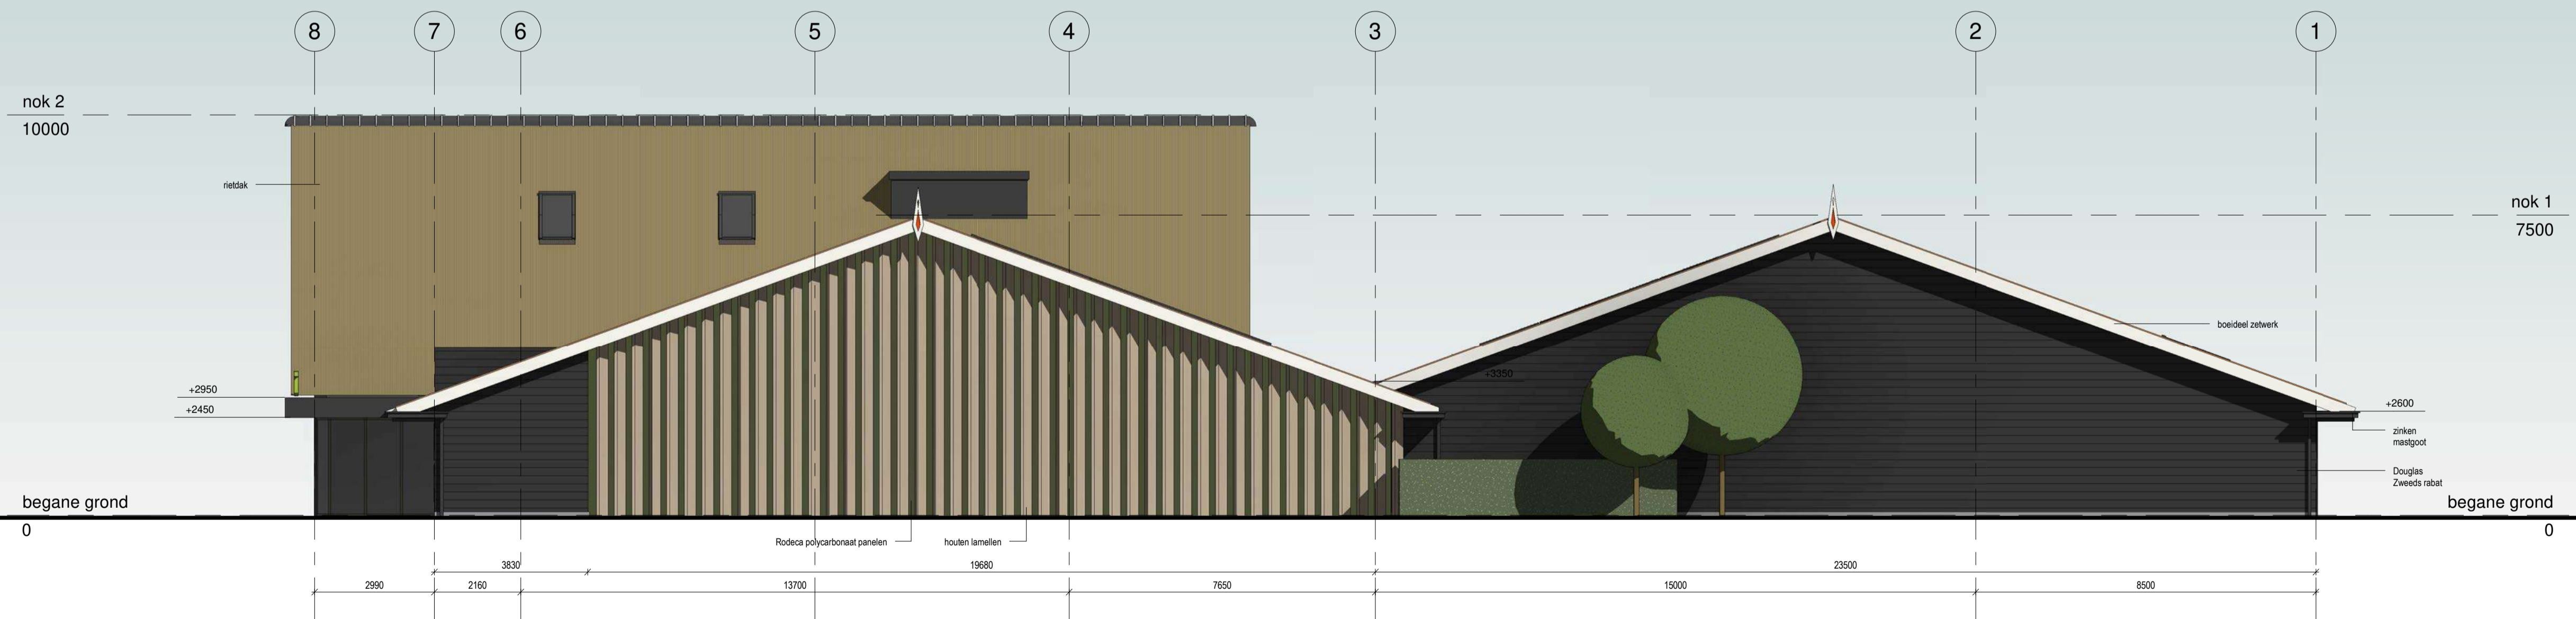 8
7
6
5
4
3
2
1
nok 2
10000
rietdak
nok 1
7500
boeideel zetwerk
+3350
+2950
+2450
+2600
zinken
mastgoot
Douglas
Zweeds rabat
begane grond
0
begane grond
0
Rodeca polycarbonaat panelen
houten lamellen
3830
19680
23500
2990
2160
13700
7650
15000
8500